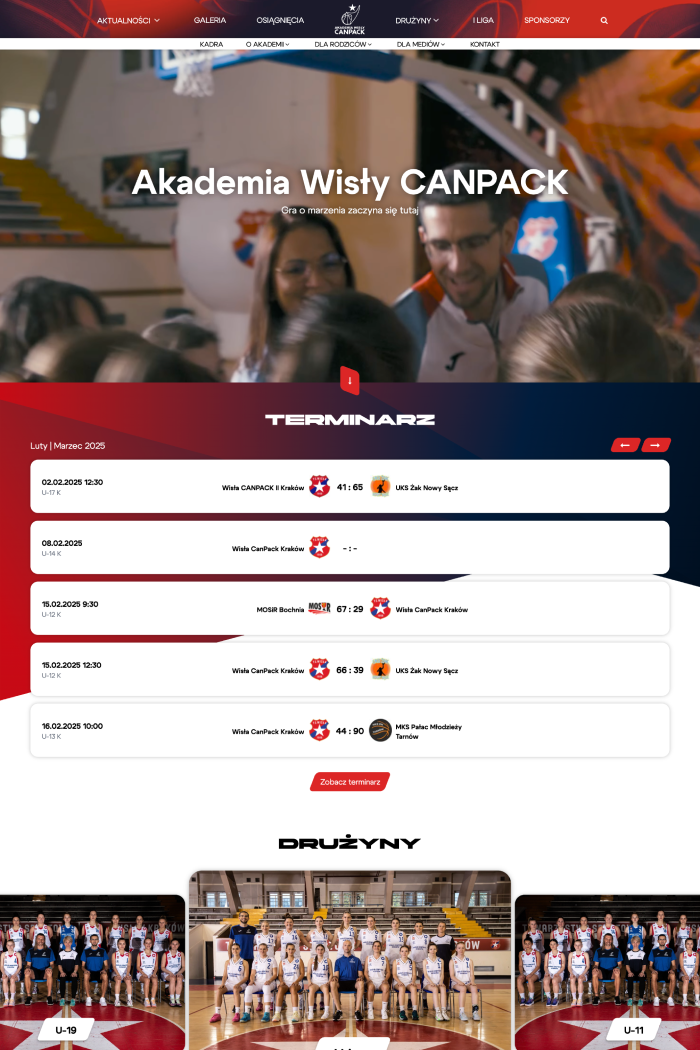 AKTUALNOŚCI
GALERIA
OSIĄGNIĘCIA
AKADEMIA WISŁY
CANPACK
DRUŻYNY
I LIGA
SPONSORZY
KADRA
O AKADEMII
DLA RODZICÓW
DLA MEDIÓW
KONTAKT
Akademia Wisły CANPACK
Gra o marzenia zaczyna się tutaj
TERMINARZ
Luty | Marzec 2025
02.02.2025 12:30
U-17 K
Wisła CANPACK II Kraków 41 : 65 UKS Żak Nowy Sącz
08.02.2025
U-14 K
Wisła CanPack Kraków - : -
15.02.2025 9:30
U-12 K
MOSiR Bochnia MOSiR 67 : 29 Wisła CanPack Kraków
15.02.2025 12:30
U-12 K
Wisła CanPack Kraków 66 : 39 UKS Żak Nowy Sącz
16.02.2025 10:00
U-13 K
Wisła CanPack Kraków 44 : 90 MKS Pałac Młodzieży
Tarnów
Zobacz terminarz
DRUŻYNY
U-19
U-11